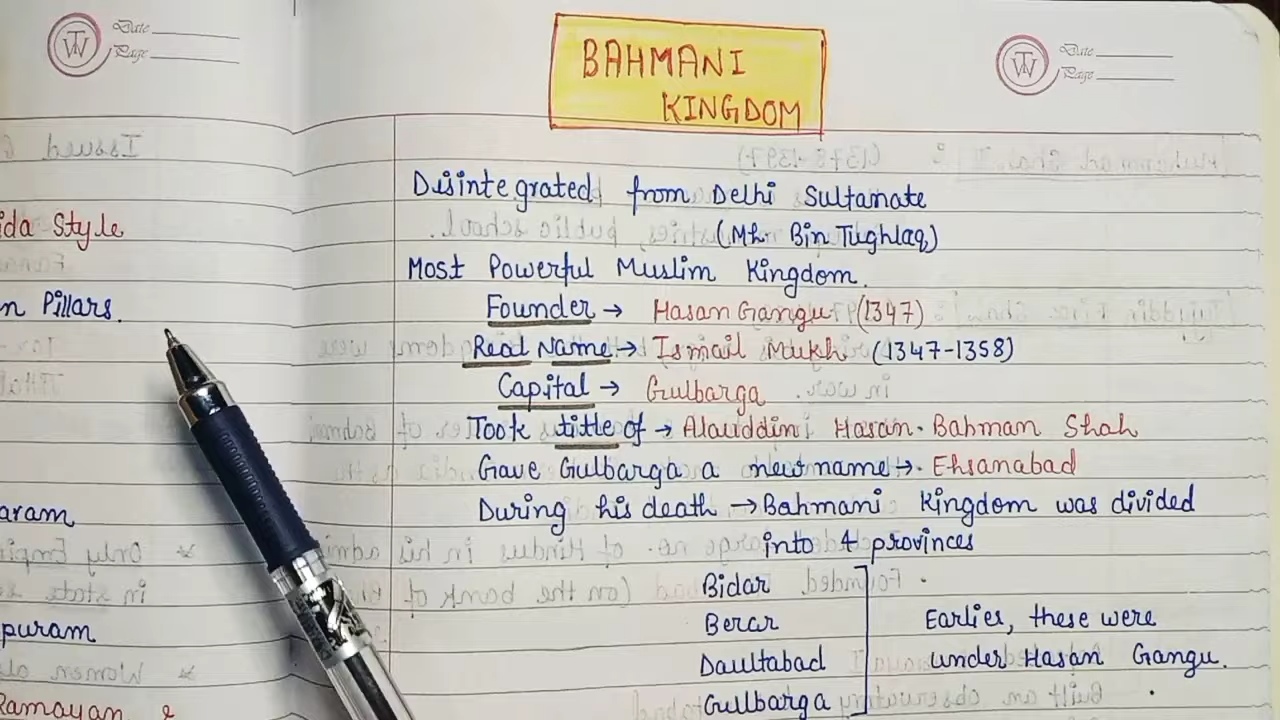 Date
Page
ida Style
n Pillars.
aram
puram
Ramayan &
Date
Page
BAHMANI
KINGDOM
Disintegrated from Delhi Sultanate
(Mh Bin Tughlaq)
Most Powerful Muslim Kingdom.
Founder → Hasan Gangu (1347)
Real Name → Ismail Mukh (1347-1358)
Capital → Gulbarga
Took title of → Alauddin Hasan Bahman Shah
Gave Gulbarga a new name → Ehsanabad
During his death → Bahmani Kingdom was divided
into 4 provinces
Bidar
Berar
Daultabad
Gulbarga
Earlier, these were
under Hasan Gangu.